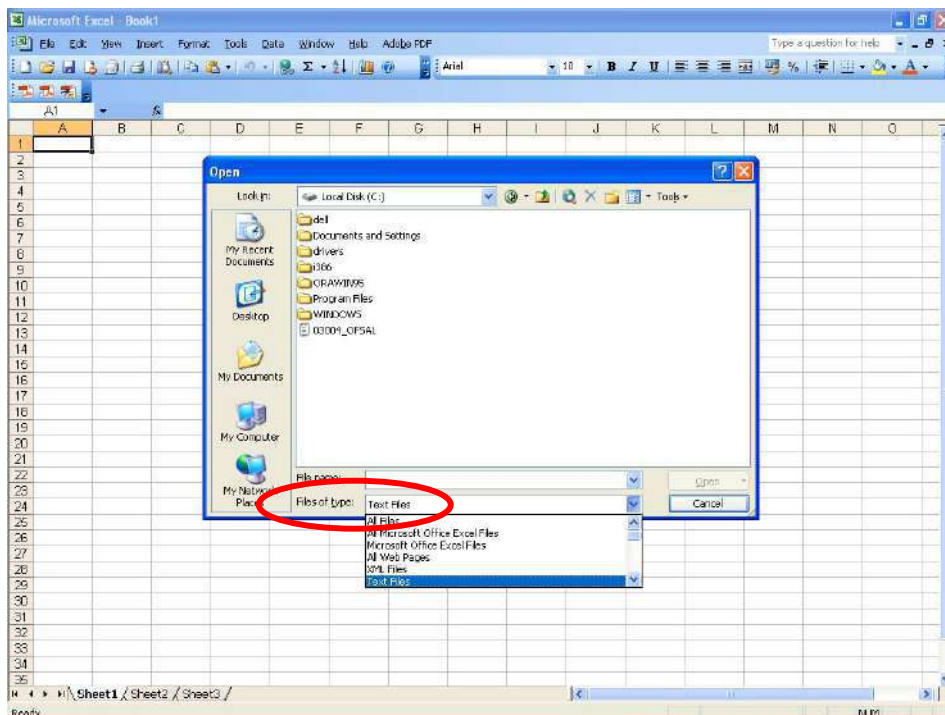 Microsoft Excel - Book1
File Edit View Insert Format Tools Data Window Help Adobe PDF Type a question for help
Arial 10 B I U % A
A1 fx
A B C D E F G H I J K L M N O
1
2
3
4
5
6
7
8
9
10
11
12
13
14
15
16
17
18
19
20
21
22
23
24
25
26
27
28
29
30
31
32
33
34
35
Open
Look in: Local Disk (C:) Tools
dell
Documents and Settings
drivers
i386
ORAWIN95
Program Files
WINDOWS
03004_OFSAL
My Recent
Documents
Desktop
My Documents
My Computer
My Network
Places
File name: Open
Files of type: Text Files Cancel
All Files
All Microsoft Office Excel Files
Microsoft Office Excel Files
All Web Pages
XML Files
Text Files
Sheet1 / Sheet2 / Sheet3 /
Ready NUM